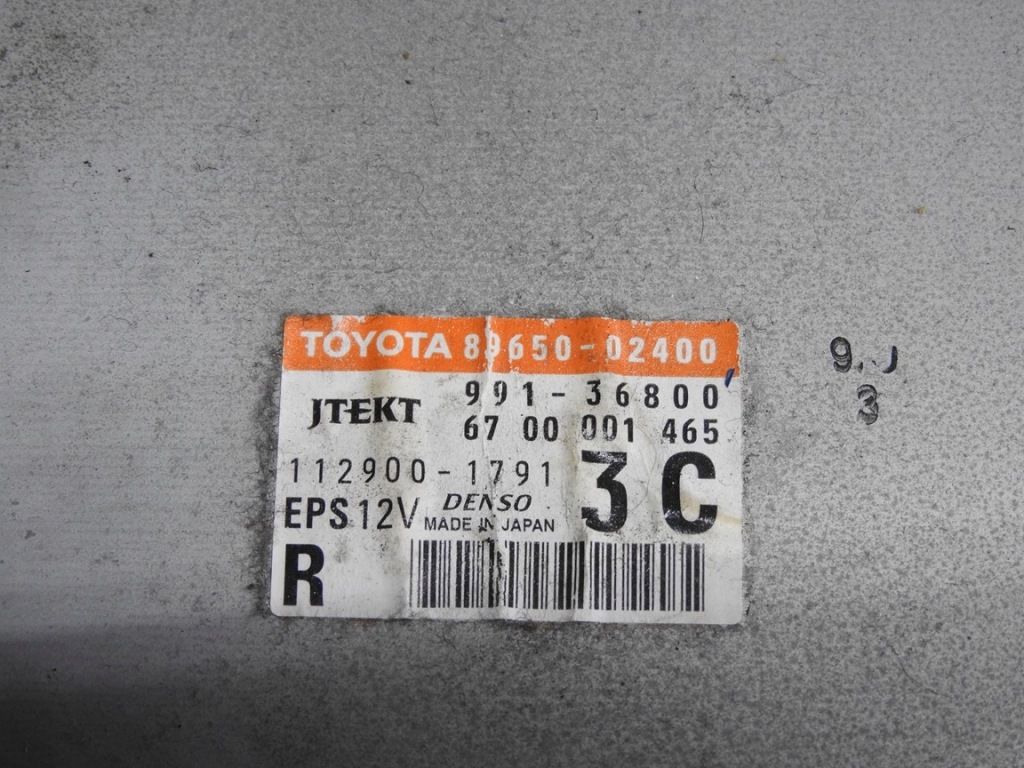 TOYOTA 89650-02400
JTEKT
991-36800
67 00 001 465
112900-1791
3C
EPS 12V
DENSO
MADE IN JAPAN
R
9.
3